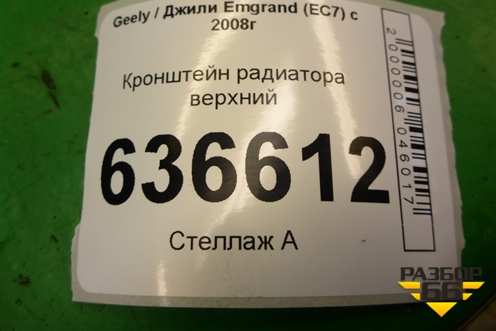 Geely / Джили Emgrand (EC7) с
2008г
Кронштейн радиатора
верхний
636612
Стеллаж А
2000006046017
РАЗБОР
66